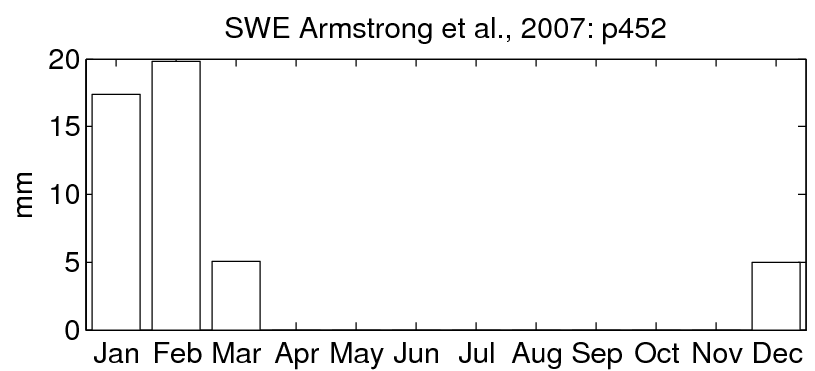 SWE Armstrong et al., 2007: p452
20
15
10
5
0
mm
Jan Feb Mar Apr May Jun Jul Aug Sep Oct Nov Dec